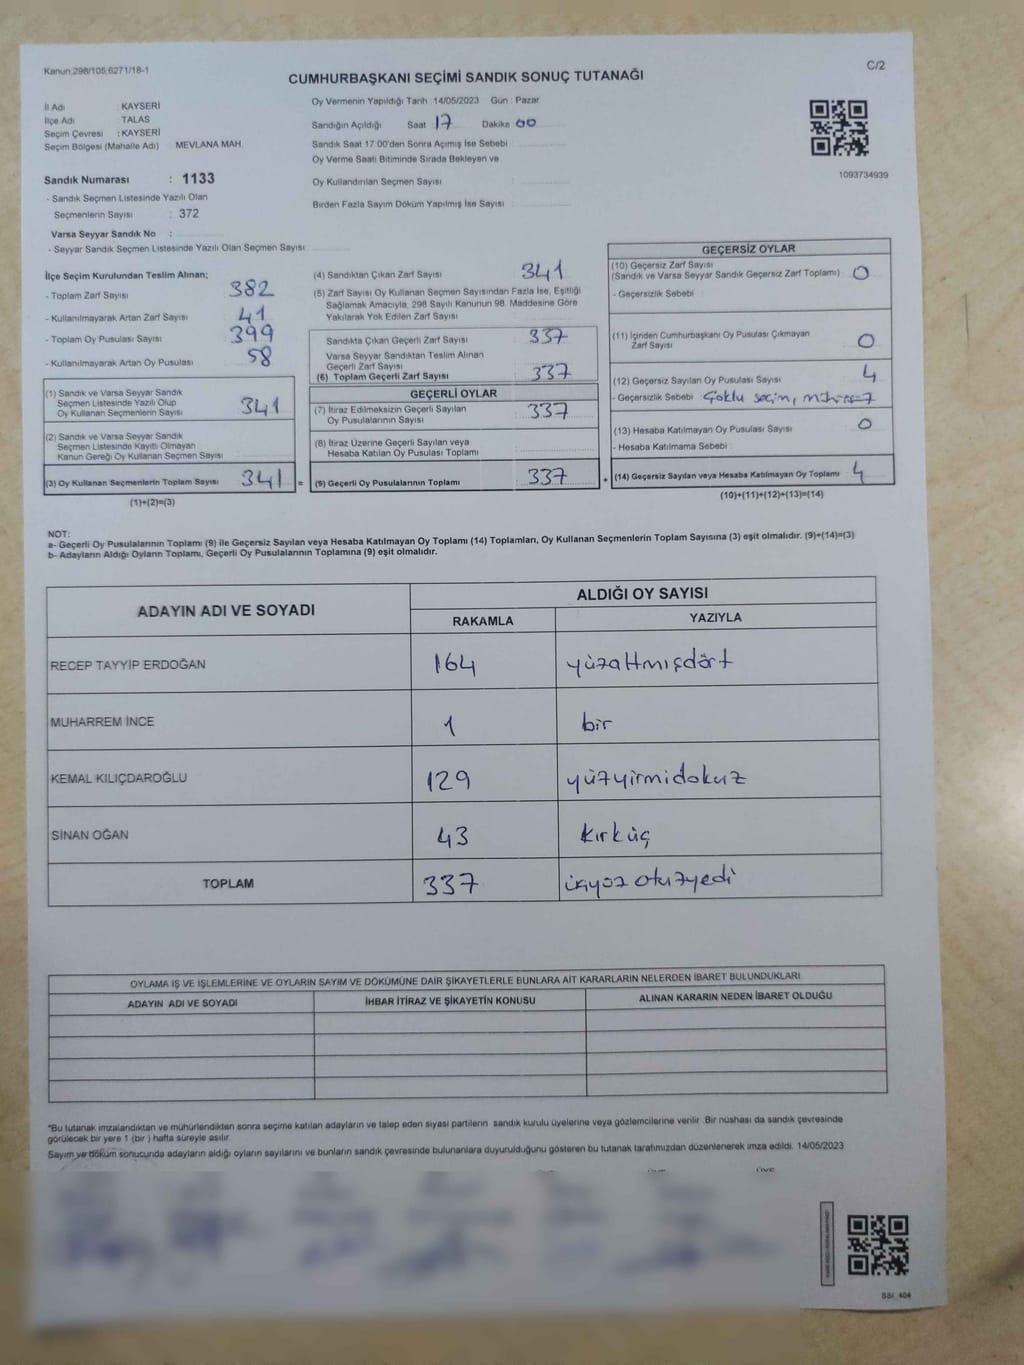 Kanun:298/105;6271/18-1
C/2
CUMHURBAŞKANI SEÇİMİ SANDIK SONUÇ TUTANAĞI
İl Adı : KAYSERİ
İlçe Adı : TALAS
Seçim Çevresi : KAYSERİ
Seçim Bölgesi (Mahalle Adı) MEVLANA MAH.
Sandık Numarası : 1133
- Sandık Seçmen Listesinde Yazılı Olan
Seçmenlerin Sayısı : 372
Varsa Seyyar Sandık No :
- Seyyar Sandık Seçmen Listesinde Yazılı Olan Seçmen Sayısı
Oy Vermenin Yapıldığı Tarih 14/05/2023 Gün : Pazar
Sandığın Açıldığı Saat 17 Dakika 00
Sandık Saat 17:00'den Sonra Açılmış İse Sebebi
Oy Verme Saati Bitiminde Sırada Bekleyen ve
Oy Kullandırılan Seçmen Sayısı :
Birden Fazla Sayım Döküm Yapılmış İse Sayısı :
1093734939
İlçe Seçim Kurulundan Teslim Alınan;
- Toplam Zarf Sayısı : 382
- Kullanılmayarak Artan Zarf Sayısı : 41
- Toplam Oy Pusulası Sayısı : 399
- Kullanılmayarak Artan Oy Pusulası : 58
(1) Sandık ve Varsa Seyyar Sandık
Seçmen Listesinde Yazılı Olup
Oy Kullanan Seçmenlerin Sayısı : 341
(2) Sandık ve Varsa Seyyar Sandık
Seçmen Listesinde Kayıtlı Olmayan
Kanun Gereği Oy Kullanan Seçmen Sayısı
(3) Oy Kullanan Seçmenlerin Toplam Sayısı : 341 =
(1)+(2)=(3)
(4) Sandıktan Çıkan Zarf Sayısı : 341
(5) Zarf Sayısı Oy Kullanan Seçmen Sayısından Fazla İse, Eşitliği
Sağlamak Amacıyla, 298 Sayılı Kanunun 98. Maddesine Göre
Yakılarak Yok Edilen Zarf Sayısı
Sandıkta Çıkan Geçerli Zarf Sayısı : 337
Varsa Seyyar Sandıktan Teslim Alınan
Geçerli Zarf Sayısı
(6) Toplam Geçerli Zarf Sayısı : 337
GEÇERLİ OYLAR
(7) İtiraz Edilmeksizin Geçerli Sayılan
Oy Pusulalarının Sayısı : 337
(8) İtiraz Üzerine Geçerli Sayılan veya
Hesaba Katılan Oy Pusulası Toplamı
(9) Geçerli Oy Pusulalarının Toplamı : 337 +
GEÇERSİZ OYLAR
(10) Geçersiz Zarf Sayısı
(Sandık ve Varsa Seyyar Sandık Geçersiz Zarf Toplamı) 0
- Geçersizlik Sebebi
(11) İçinden Cumhurbaşkanı Oy Pusulası Çıkmayan
Zarf Sayısı 0
(12) Geçersiz Sayılan Oy Pusulası Sayısı 4
- Geçersizlik Sebebi Çoklu seçim,
(13) Hesaba Katılmayan Oy Pusulası Sayısı 0
- Hesaba Katılmama Sebebi
(14) Geçersiz Sayılan veya Hesaba Katılmayan Oy Toplamı 4
(10)+(11)+(12)+(13)=(14)
NOT:
a- Geçerli Oy Pusulalarının Toplamı (9) ile Geçersiz Sayılan veya Hesaba Katılmayan Oy Toplamı (14) Toplamları, Oy Kullanan Seçmenlerin Toplam Sayısına (3) eşit olmalıdır. (9)+(14)=(3)
b- Adayların Aldığı Oyların Toplamı, Geçerli Oy Pusulalarının Toplamına (9) eşit olmalıdır.
ADAYIN ADI VE SOYADI
ALDIĞI OY SAYISI
RAKAMLA YAZIYLA
RECEP TAYYİP ERDOĞAN 164 yüzaltmışdört
MUHARREM İNCE 1 bir
KEMAL KILIÇDAROĞLU 129 yüzyirmidokuz
SİNAN OĞAN 43 kırküç
TOPLAM 337 otuzyedi
OYLAMA İŞ VE İŞLEMLERİNE VE OYLARIN SAYIM VE DÖKÜMÜNE DAİR ŞİKAYETLERLE BUNLARA AİT KARARLARIN NELERDEN İBARET BULUNDUKLARI
ADAYIN ADI VE SOYADI İHBAR İTİRAZ VE ŞİKAYETİN KONUSU ALINAN KARARIN NEDEN İBARET OLDUĞU
*Bu tutanak imzalandıktan ve mühürlendikten sonra seçime katılan adayların ve talep eden siyasi partilerin sandık kurulu üyelerine veya gözlemcilerine verilir. Bir nüshası da sandık çevresinde
görülecek bir yere 1 (bir) hafta süreyle asılır.
Sayım ve döküm sonucunda adayların aldığı oyların sayılarını ve bunların sandık çevresinde bulunanlara duyurulduğunu gösteren bu tutanak tarafımızdan düzenlenerek imza edildi. 14/05/2023